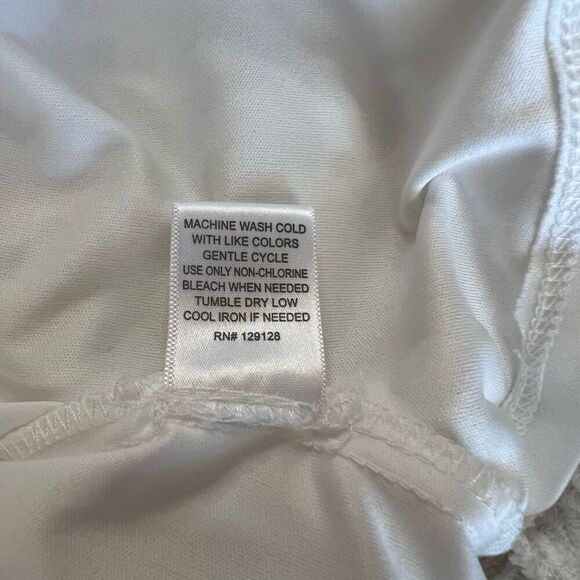 MACHINE WASH COLD
WITH LIKE COLORS
GENTLE CYCLE
USE ONLY NON-CHLORINE
BLEACH WHEN NEEDED
TUMBLE DRY LOW
COOL IRON IF NEEDED
RN# 129128